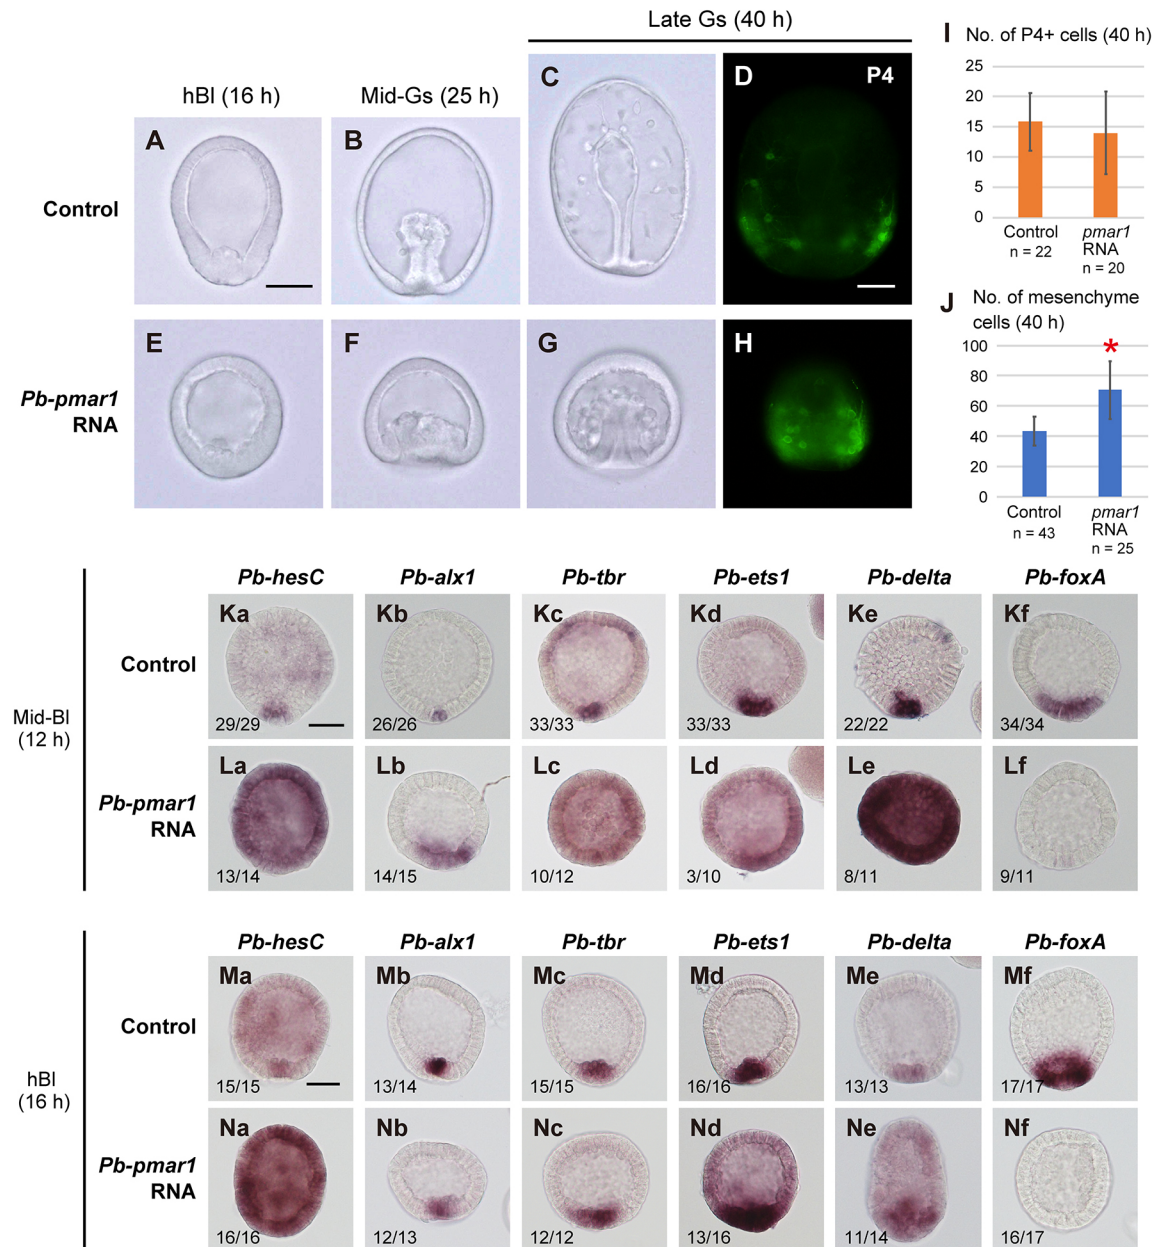 Late Gs (40 h)
hBl (16 h)
Mid-Gs (25 h)
A
B
C
D
P4
Control
E
F
G
H
Pb-pmar1
RNA
I
No. of P4+ cells (40 h)
25
20
15
10
5
0
Control
n = 22
pmar1
RNA
n = 20
J
No. of mesenchyme
cells (40 h)
100
80
60
40
20
0
*
Control
n = 43
pmar1
RNA
n = 25
Pb-hesC
Pb-alx1
Pb-tbr
Pb-ets1
Pb-delta
Pb-foxA
Mid-Bl
(12 h)
Control
Ka
Kb
Kc
Kd
Ke
Kf
29/29
26/26
33/33
33/33
22/22
34/34
Pb-pmar1
RNA
La
Lb
Lc
Ld
Le
Lf
13/14
14/15
10/12
3/10
8/11
9/11
Pb-hesC
Pb-alx1
Pb-tbr
Pb-ets1
Pb-delta
Pb-foxA
hBl
(16 h)
Control
Ma
Mb
Mc
Md
Me
Mf
15/15
13/14
15/15
16/16
13/13
17/17
Pb-pmar1
RNA
Na
Nb
Nc
Nd
Ne
Nf
16/16
12/13
12/12
13/16
11/14
16/17